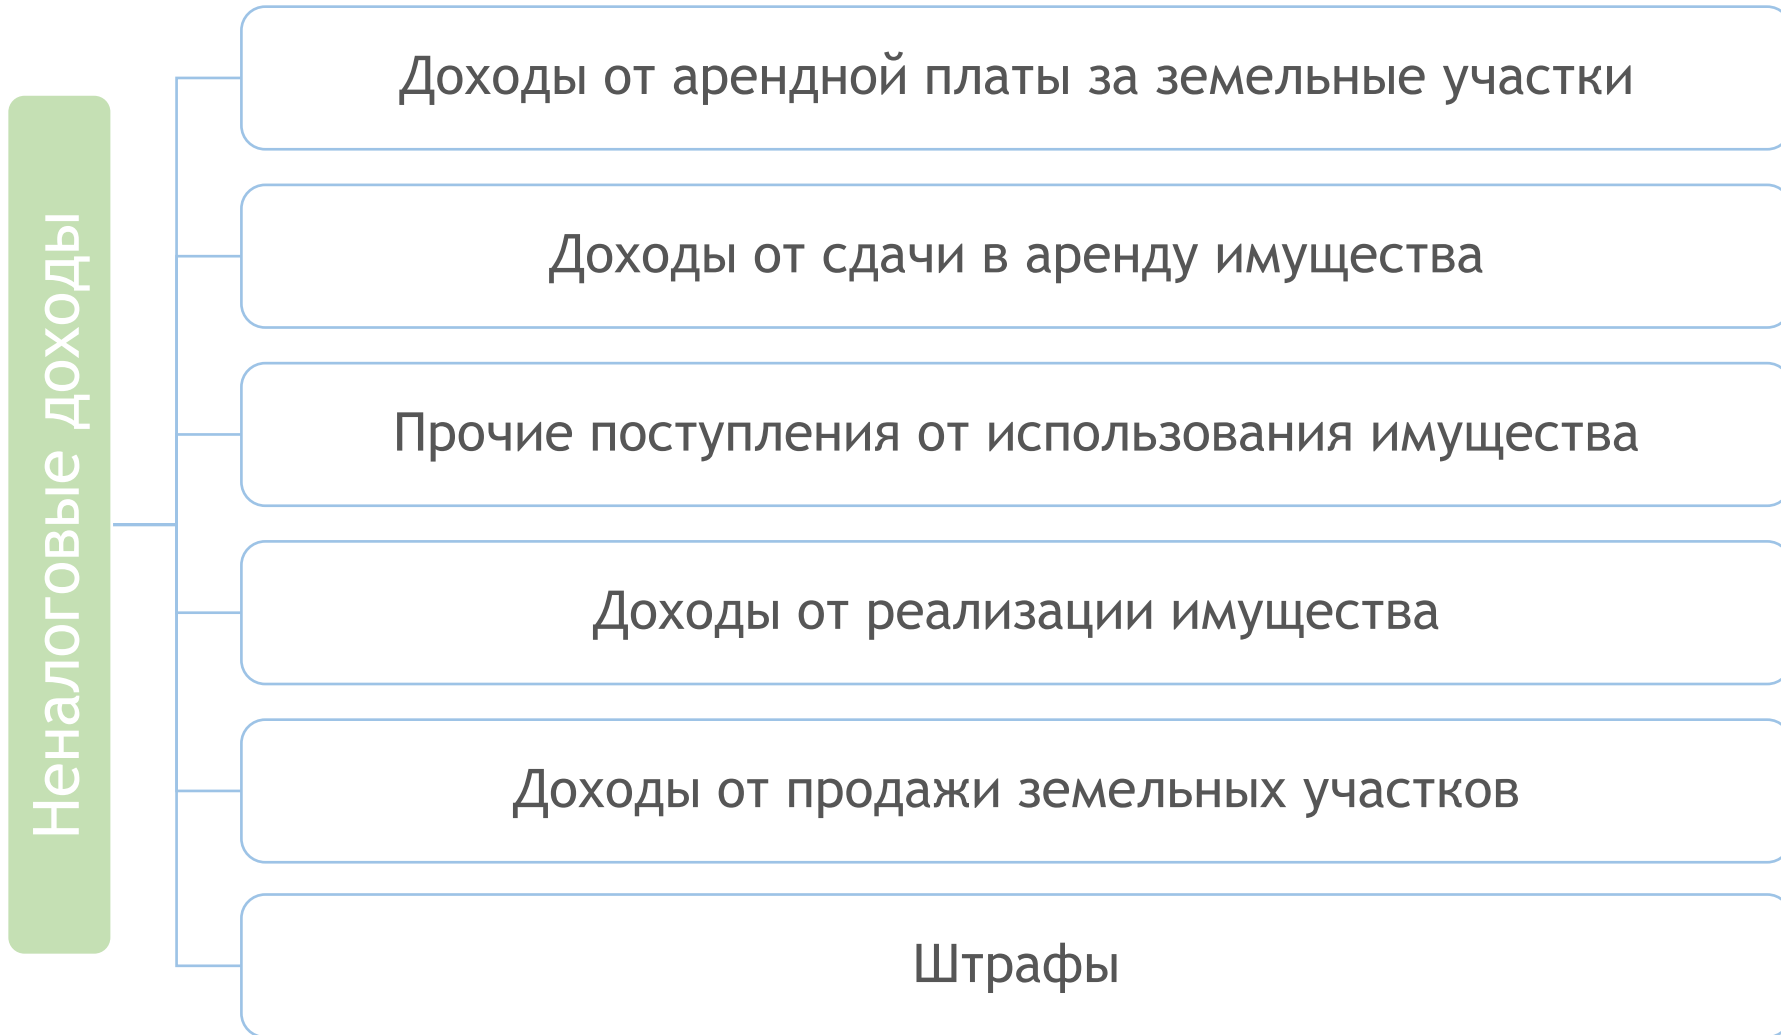 Неналоговые доходы
Доходы от арендной платы за земельные участки
Доходы от сдачи в аренду имущества
Прочие поступления от использования имущества
Доходы от реализации имущества
Доходы от продажи земельных участков
Штрафы